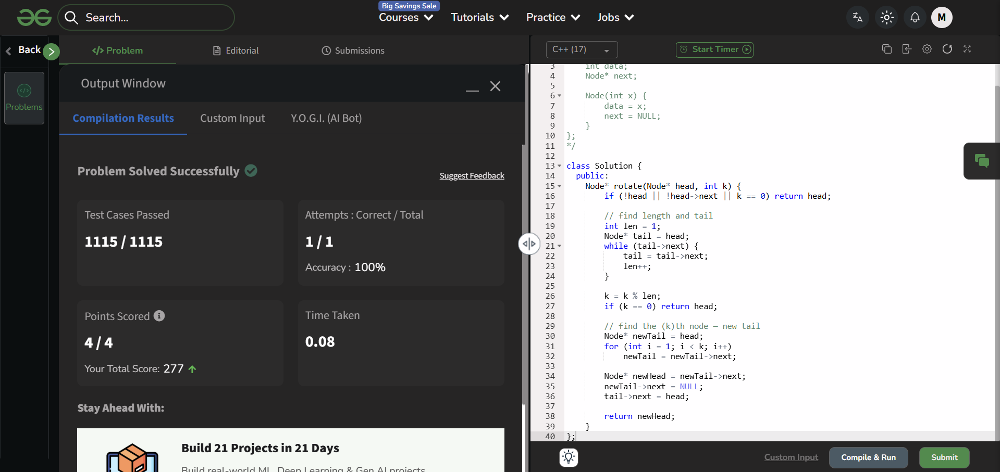 Search...
Big Savings Sale
Courses
Tutorials
Practice
Jobs
M
Back
Problems
</> Problem
Editorial
Submissions
Output Window
Compilation Results
Custom Input
Y.O.G.I. (AI Bot)
Problem Solved Successfully
Suggest Feedback
Test Cases Passed
1115 / 1115
Attempts : Correct / Total
1 / 1
Accuracy : 100%
Points Scored
4 / 4
Your Total Score: 277
Time Taken
0.08
Stay Ahead With:
Build 21 Projects in 21 Days
Build real-world ML, Deep Learning & Gen AI projects
C++ (17)
Start Timer
3 int data;
4 Node* next;
5
6 Node(int x) {
7 data = x;
8 next = NULL;
9 }
10 };
11 */
12
13 class Solution {
14 public:
15 Node* rotate(Node* head, int k) {
16 if (!head || !head->next || k == 0) return head;
17
18 // find length and tail
19 int len = 1;
20 Node* tail = head;
21 while (tail->next) {
22 tail = tail->next;
23 len++;
24 }
25
26 k = k % len;
27 if (k == 0) return head;
28
29 // find the (k)th node — new tail
30 Node* newTail = head;
31 for (int i = 1; i < k; i++)
32 newTail = newTail->next;
33
34 Node* newHead = newTail->next;
35 newTail->next = NULL;
36 tail->next = head;
37
38 return newHead;
39 }
40 };
Custom Input
Compile & Run
Submit